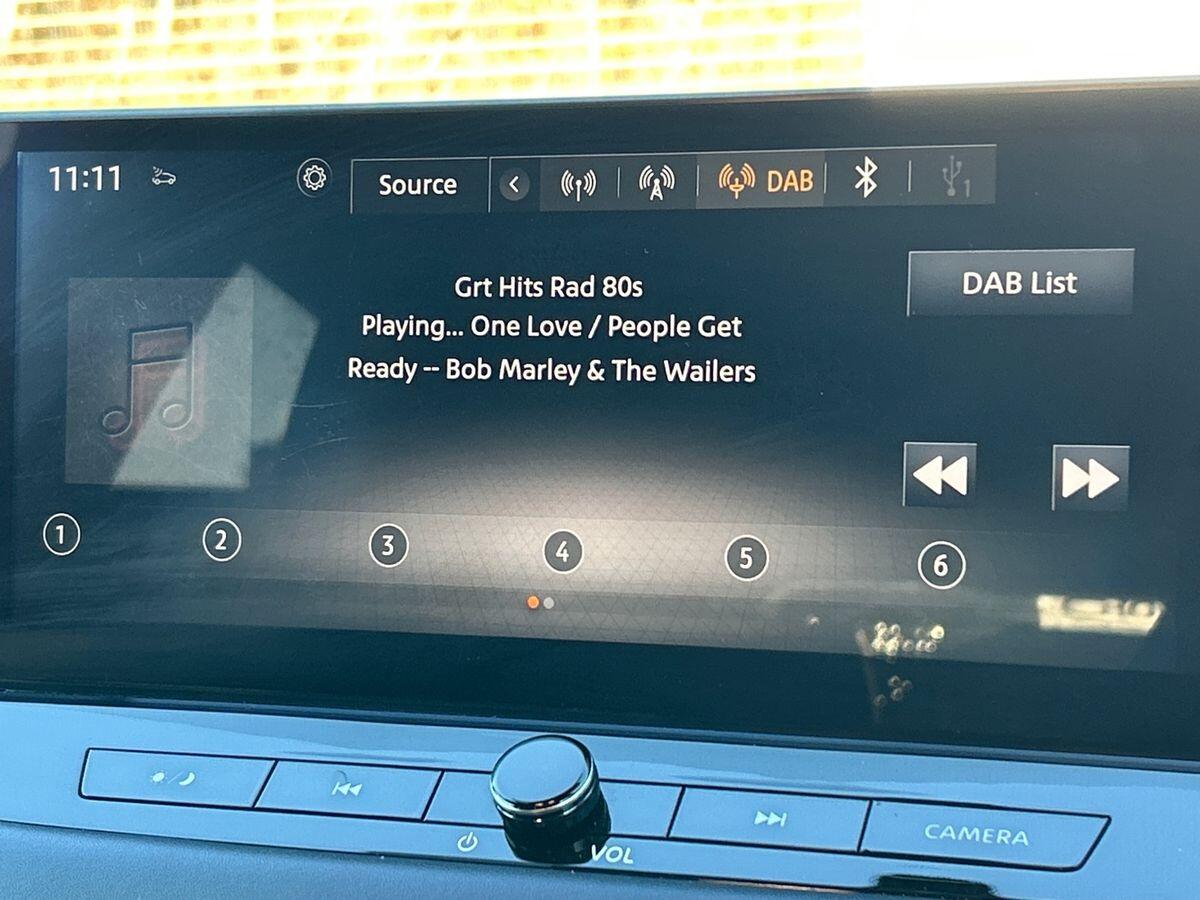 11:11
Source
DAB
1
Grt Hits Rad 80s
DAB List
Playing... One Love / People Get
Ready -- Bob Marley & The Wailers
1 2 3 4 5 6
VOL
CAMERA